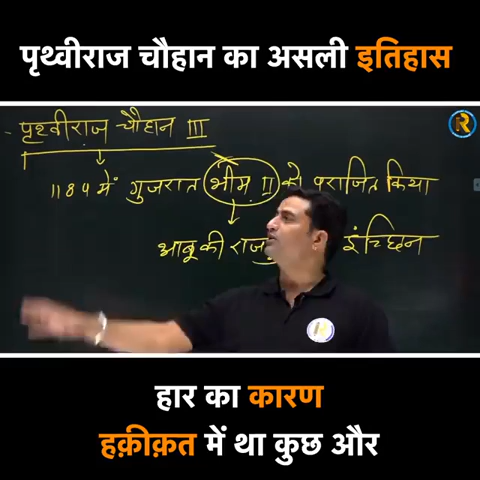 पृथ्वीराज चौहान का असली इतिहास
- पृथ्वीराज चौहान III
1184 में गुजरात भीम II को पराजित किया
आबू की राज इंच्छिन
हार का कारण
हक़ीक़त में था कुछ और